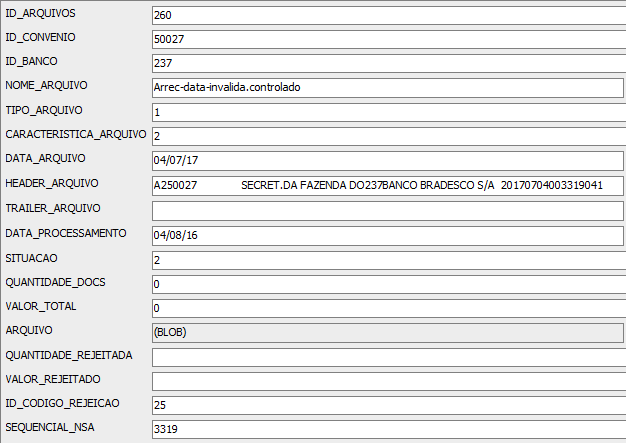 ID_ARQUIVOS 260
ID_CONVENIO 50027
ID_BANCO 237
NOME_ARQUIVO Arrec-data-invalida.controlado
TIPO_ARQUIVO 1
CARACTERISTICA_ARQUIVO 2
DATA_ARQUIVO 04/07/17
HEADER_ARQUIVO A250027 SECRET.DA FAZENDA DO237BANCO BRADESCO S/A 20170704003319041
TRAILER_ARQUIVO
DATA_PROCESSAMENTO 04/08/16
SITUACAO 2
QUANTIDADE_DOCS 0
VALOR_TOTAL 0
ARQUIVO (BLOB)
QUANTIDADE_REJEITADA
VALOR_REJEITADO
ID_CODIGO_REJEICAO 25
SEQUENCIAL_NSA 3319